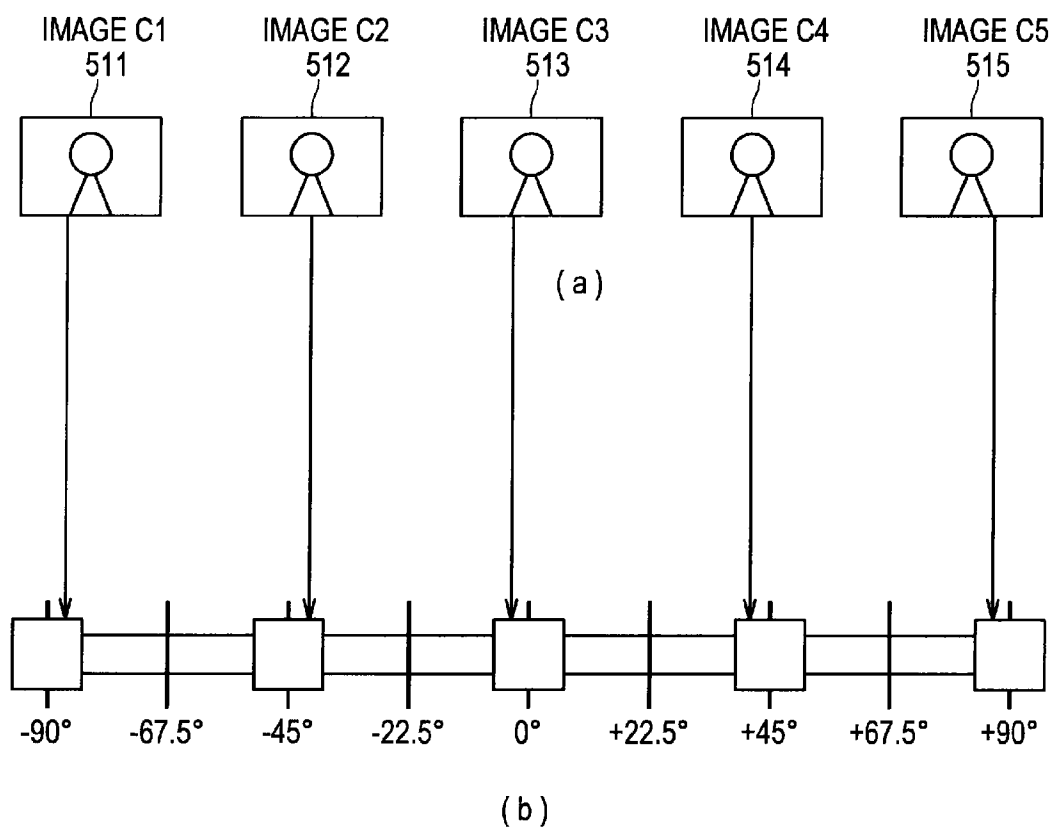 IMAGE C1 IMAGE C2 IMAGE C3 IMAGE C4 IMAGE C5
511 512 513 514 515
( a )
-90° -67.5° -45° -22.5° 0° +22.5° +45° +67.5° +90°
( b )